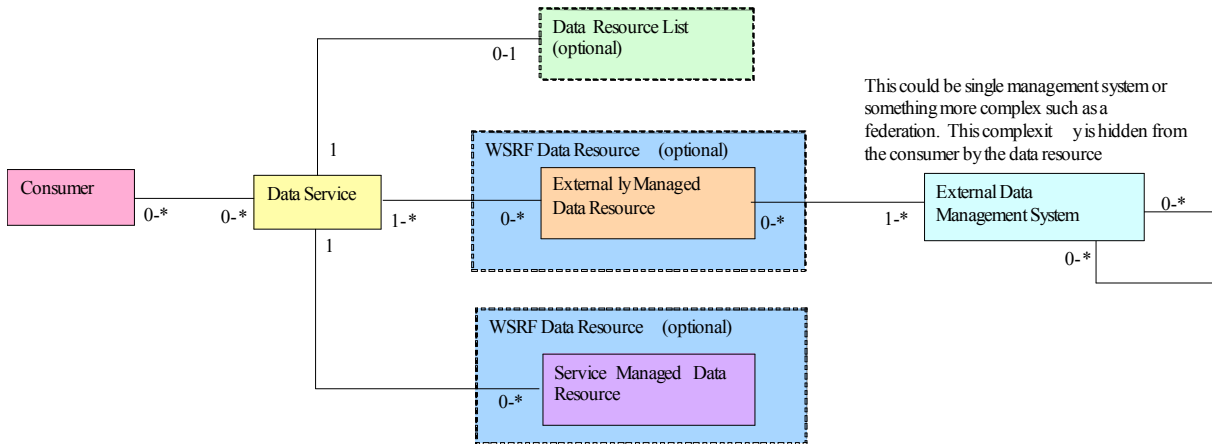 Data Resource List
(optional)
0-1
This could be single management system or
something more complex such as a
federation. This complexit y is hidden from
the consumer by the data resource
1
WSRF Data Resource (optional)
Consumer
Data Service
External ly Managed
Data Resource
External Data
Management System
0-*
0-*
0-*
1-*
0-*
0-*
1-*
1
0-*
WSRF Data Resource (optional)
Service Managed Data
Resource
0-*